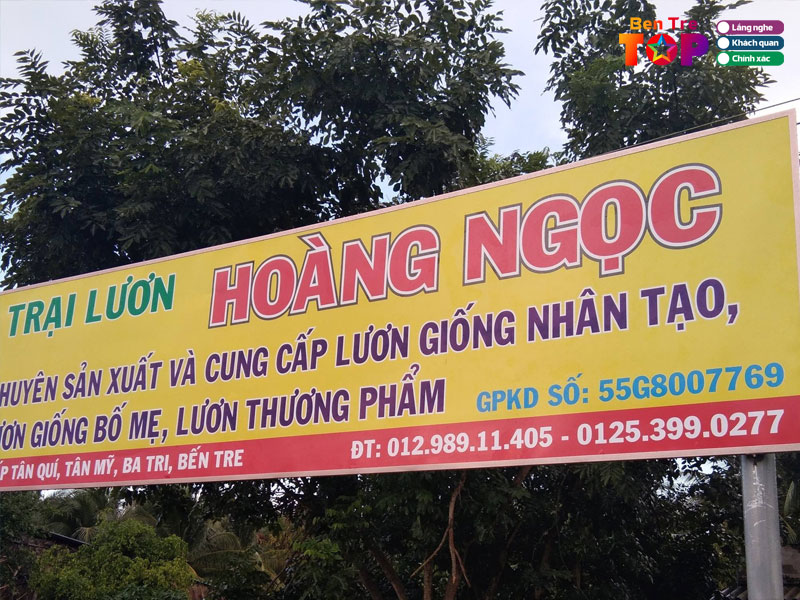 Ben Tre
TOP
Lắng nghe
Khách quan
Chính xác
TRẠI LƯƠN HOÀNG NGỌC
HUYÊN SẢN XUẤT VÀ CUNG CẤP LƯƠN GIỐNG NHÂN TẠO,
ƠN GIỐNG BỐ MẸ, LƯƠN THƯƠNG PHẨM
GPKD SỐ: 55G8007769
ẤP TÂN QUÍ, TÂN MỸ, BA TRI, BẾN TRE
ĐT: 012.989.11.405 - 0125.399.0277